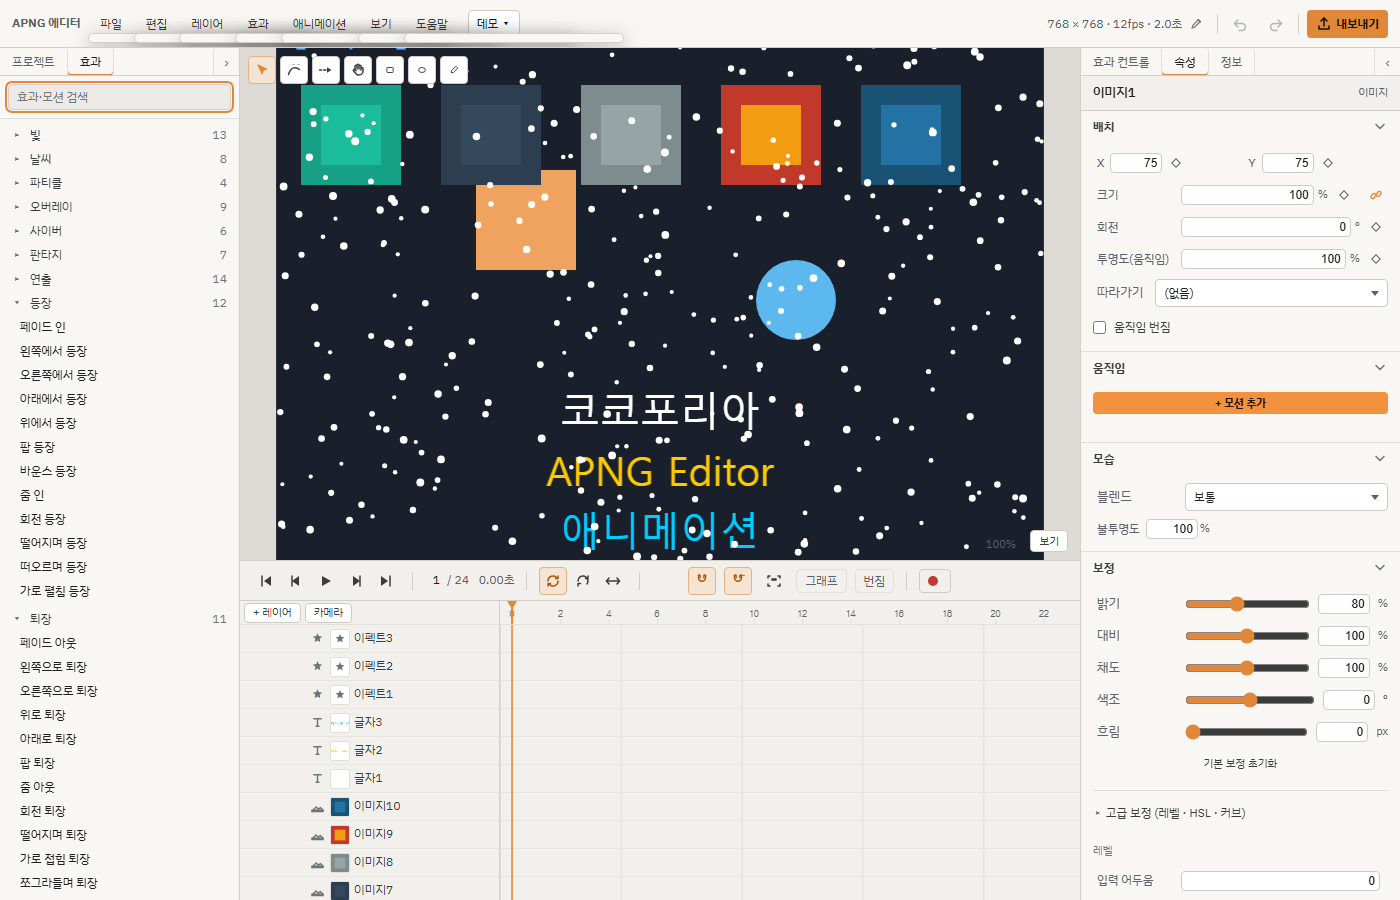 APNG 에디터 파일 편집 레이어 효과 애니메이션 보기 도움말 데모 768 × 768 · 12fps · 2.0초 내보내기
프로젝트 효과
효과·모션 검색
빛 13
날씨 8
파티클 4
오버레이 9
사이버 6
판타지 7
연출 14
등장 12
페이드 인
왼쪽에서 등장
오른쪽에서 등장
아래에서 등장
위에서 등장
팝 등장
바운스 등장
줌 인
회전 등장
떨어지며 등장
떠오르며 등장
가로 펼침 등장
퇴장 11
페이드 아웃
왼쪽으로 퇴장
오른쪽으로 퇴장
위로 퇴장
아래로 퇴장
팝 퇴장
줌 아웃
회전 퇴장
떨어지며 퇴장
가로 접힘 퇴장
쪼그라들며 퇴장
코코포리아
APNG Editor
애니메이션
100% 보기
1 / 24 0.00초 그래프 번짐
+ 레이어 카메라 0 2 4 6 8 10 12 14 16 18 20 22
이펙트3
이펙트2
이펙트1
T 글자3
T 글자2
T 글자1
이미지10
이미지9
이미지8
이미지7
효과 컨트롤 속성 정보
이미지1 이미지
배치
X 75 Y 75
크기 100 %
회전 0 °
투명도(움직임) 100 %
따라가기 (없음)
움직임 번짐
움직임
+ 모션 추가
모습
블렌드 보통
불투명도 100 %
보정
밝기 80 %
대비 100 %
채도 100 %
색조 0 °
흐림 0 px
기본 보정 초기화
고급 보정 (레벨 · HSL · 커브)
레벨
입력 어두움 0